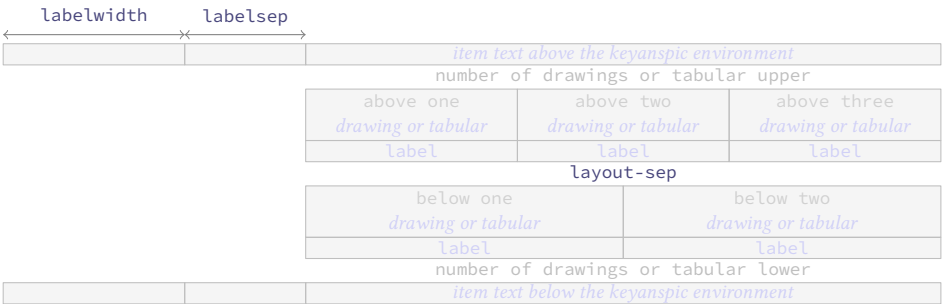 labelwidth labelsep
item text above the keyanspic environment
number of drawings or tabular upper
above one above two above three
drawing or tabular drawing or tabular drawing or tabular
label label label
layout-sep
below one below two
drawing or tabular drawing or tabular
label label
number of drawings or tabular lower
item text below the keyanspic environment